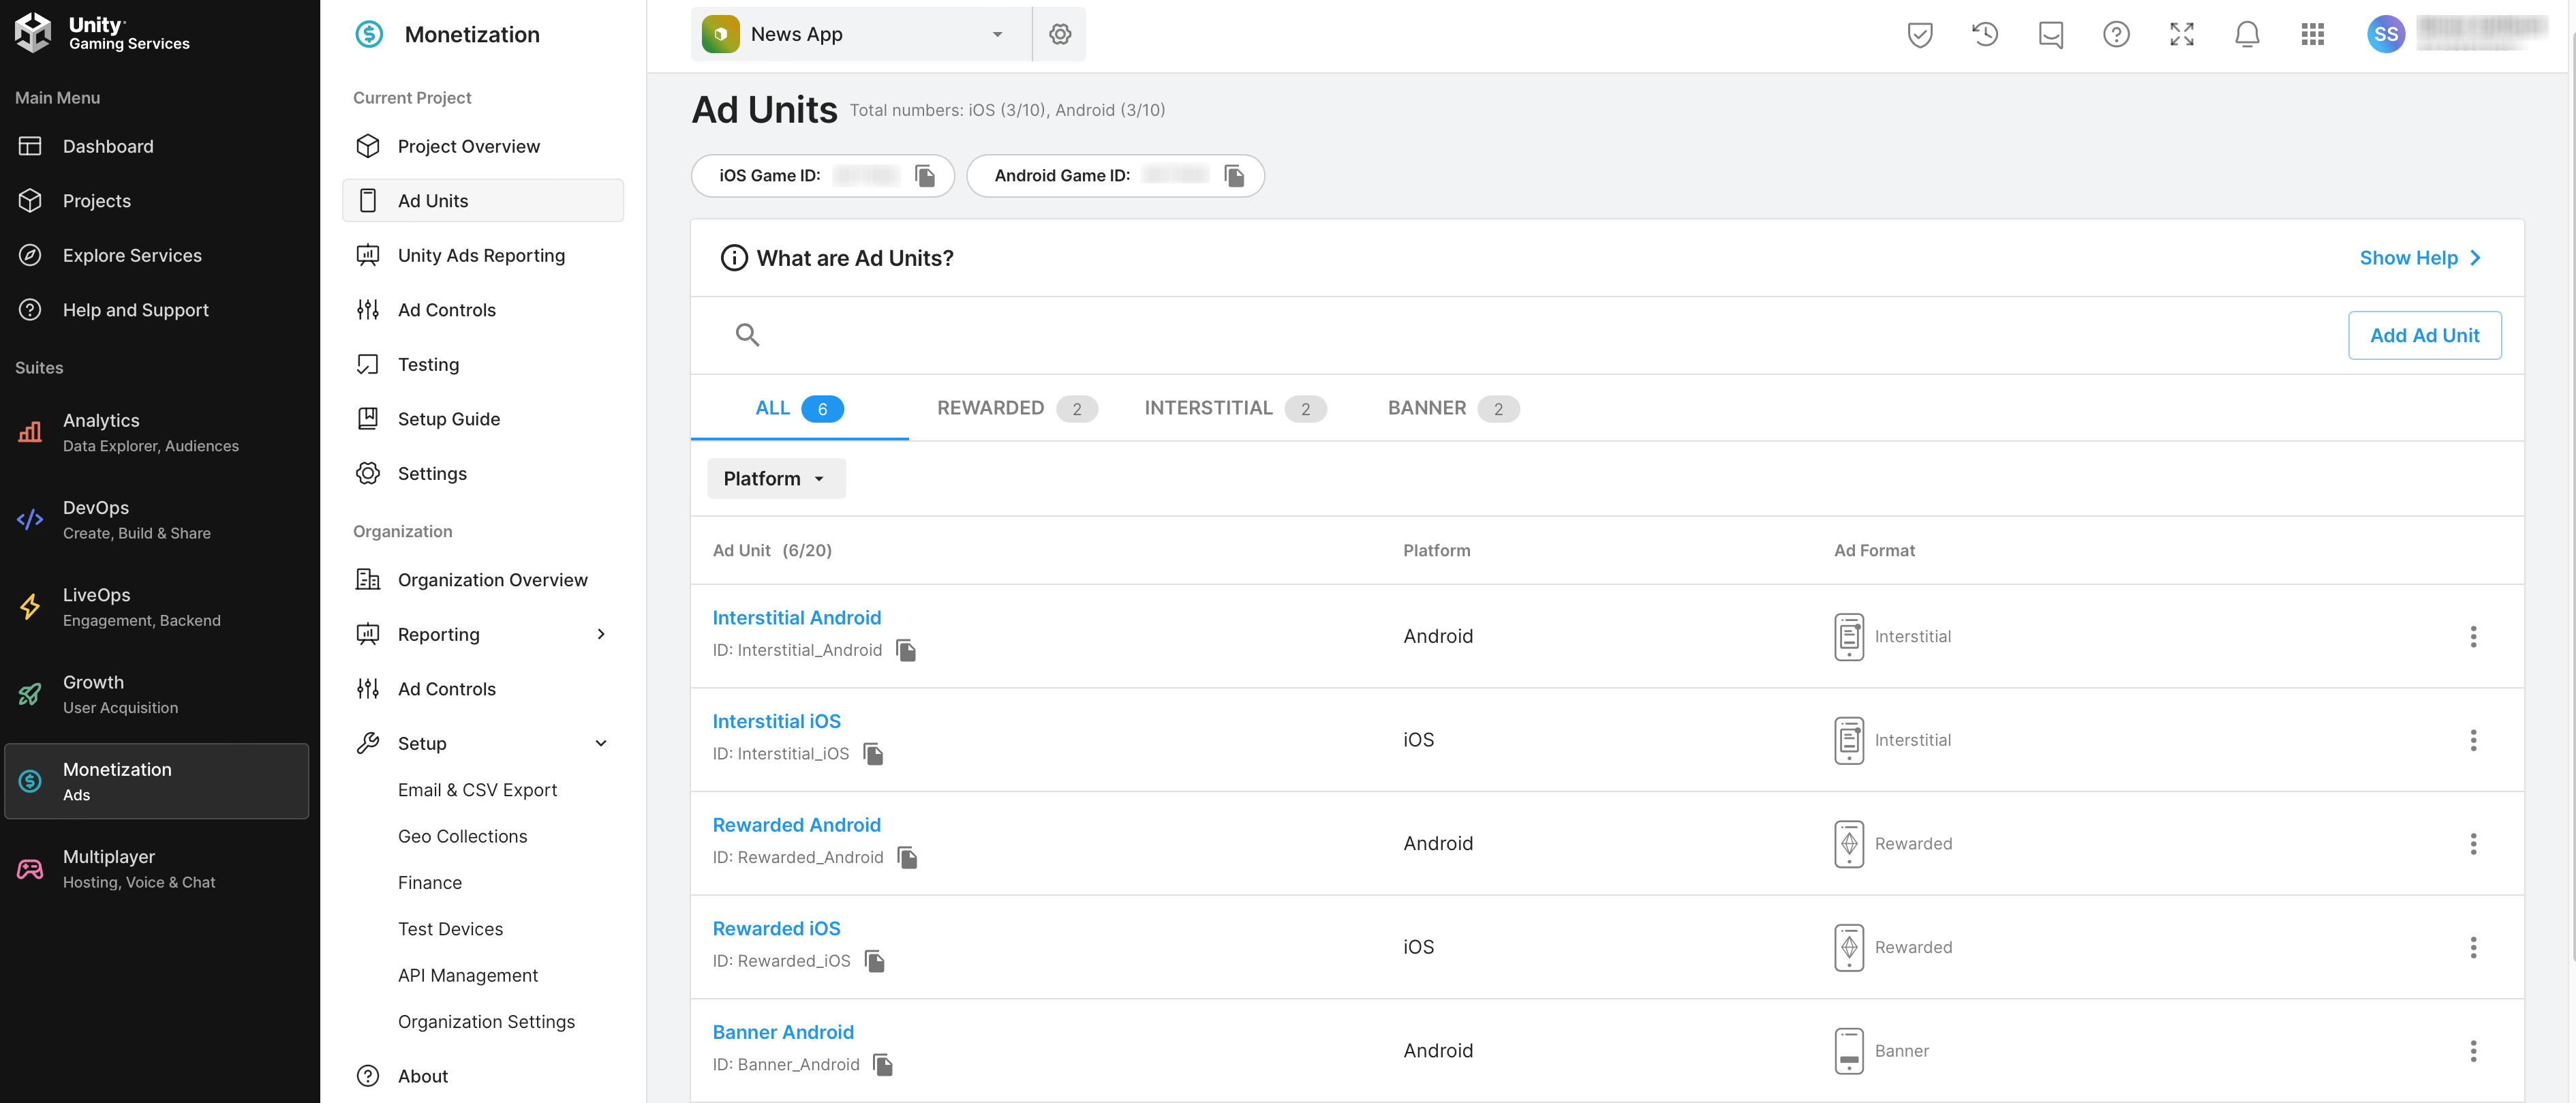 Unity
Gaming Services
Main Menu
Dashboard
Projects
Explore Services
Help and Support
Suites
Analytics
Data Explorer, Audiences
DevOps
Create, Build & Share
LiveOps
Engagement, Backend
Growth
User Acquisition
Monetization
Ads
Multiplayer
Hosting, Voice & Chat
Monetization
Current Project
Project Overview
Ad Units
Unity Ads Reporting
Ad Controls
Testing
Setup Guide
Settings
Organization
Organization Overview
Reporting
Ad Controls
Setup
Email & CSV Export
Geo Collections
Finance
Test Devices
API Management
Organization Settings
About
News App
SS
Ad Units Total numbers: iOS (3/10), Android (3/10)
iOS Game ID: Android Game ID:
What are Ad Units? Show Help
Add Ad Unit
ALL 6 REWARDED 2 INTERSTITIAL 2 BANNER 2
Platform
Ad Unit (6/20) Platform Ad Format
Interstitial Android
ID: Interstitial_Android
Android
Interstitial
Interstitial iOS
ID: Interstitial_iOS
iOS
Interstitial
Rewarded Android
ID: Rewarded_Android
Android
Rewarded
Rewarded iOS
ID: Rewarded_iOS
iOS
Rewarded
Banner Android
ID: Banner_Android
Android
Banner